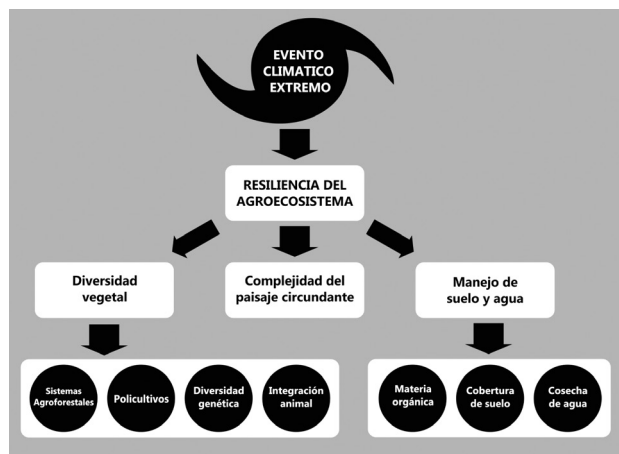 EVENTO
CLIMATICO
EXTREMO
RESILIENCIA DEL
AGROECOSISTEMA
Diversidad
vegetal
Complejidad del
paisaje circundante
Manejo de
suelo y agua
Sistemas
Agroforestales
Policultivos
Diversidad
genética
Integración
animal
Materia
orgánica
Cobertura
de suelo
Cosecha
de agua